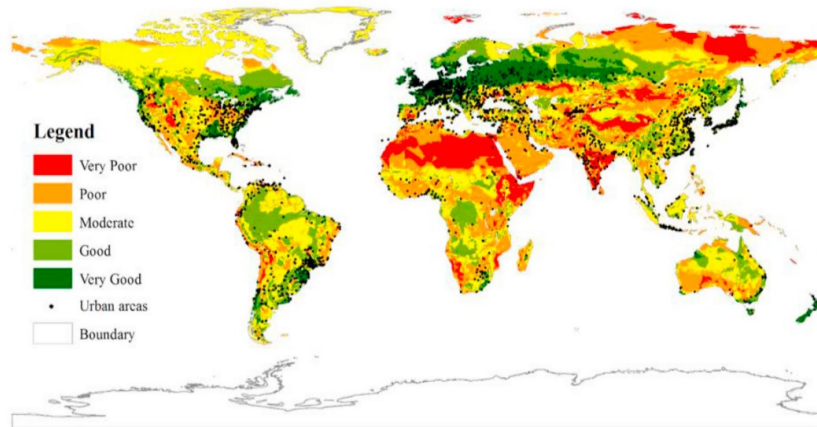 Legend
Very Poor
Poor
Moderate
Good
Very Good
Urban areas
Boundary